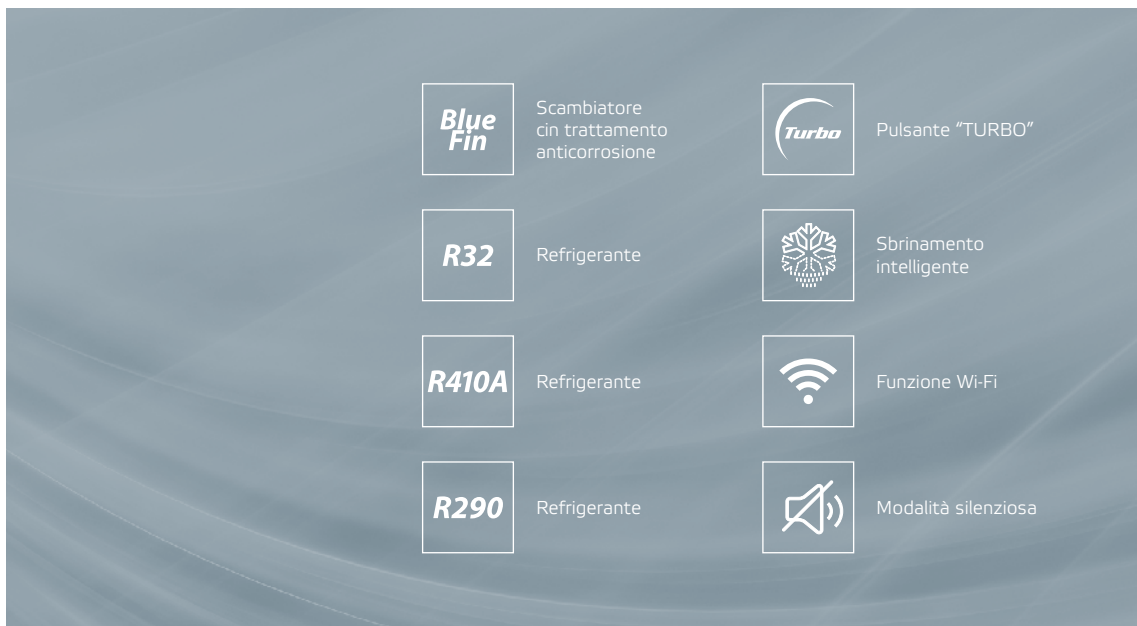 Blue
Fin
Scambiatore
cin trattamento
anticorrosione
Turbo
Pulsante “TURBO”
R32
Refrigerante
Sbrinamento
intelligente
R410A
Refrigerante
Funzione Wi-Fi
R290
Refrigerante
Modalità silenziosa